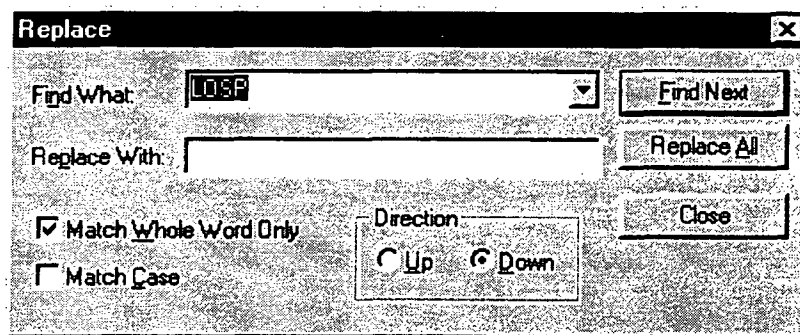 Replace
Find What: LOSP
Find Next
Replace With:
Replace All
Match Whole Word Only
Direction
Close
Match Case
Up Down